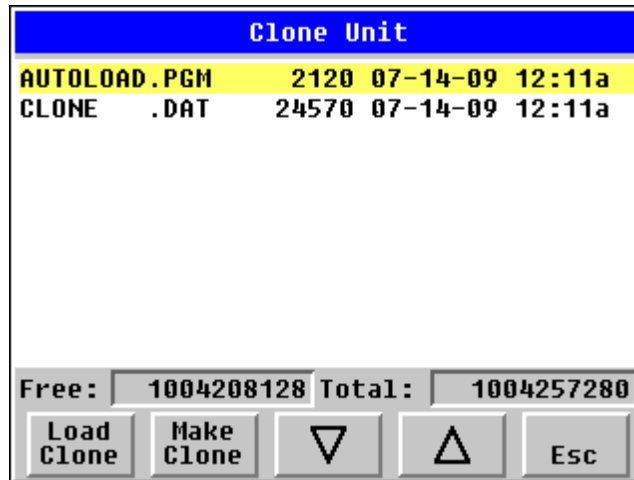 Clone Unit
AUTOLOAD.PGM 2120 07-14-09 12:11a
CLONE .DAT 24570 07-14-09 12:11a
Free: 1004208128 Total: 1004257280
Load Clone Make Clone Esc